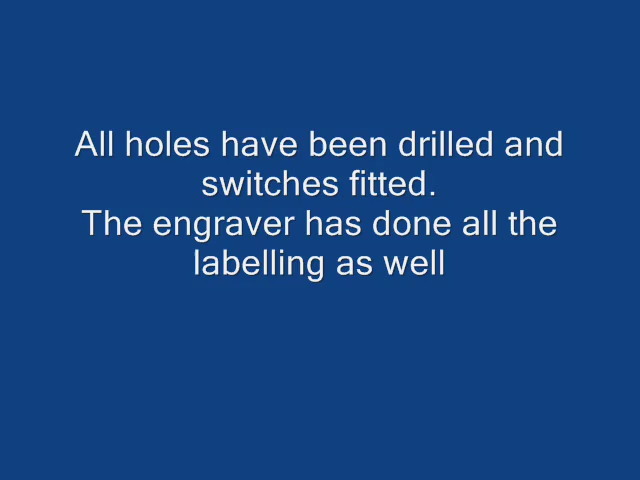 All holes have been drilled and
switches fitted.
The engraver has done all the
labelling as well